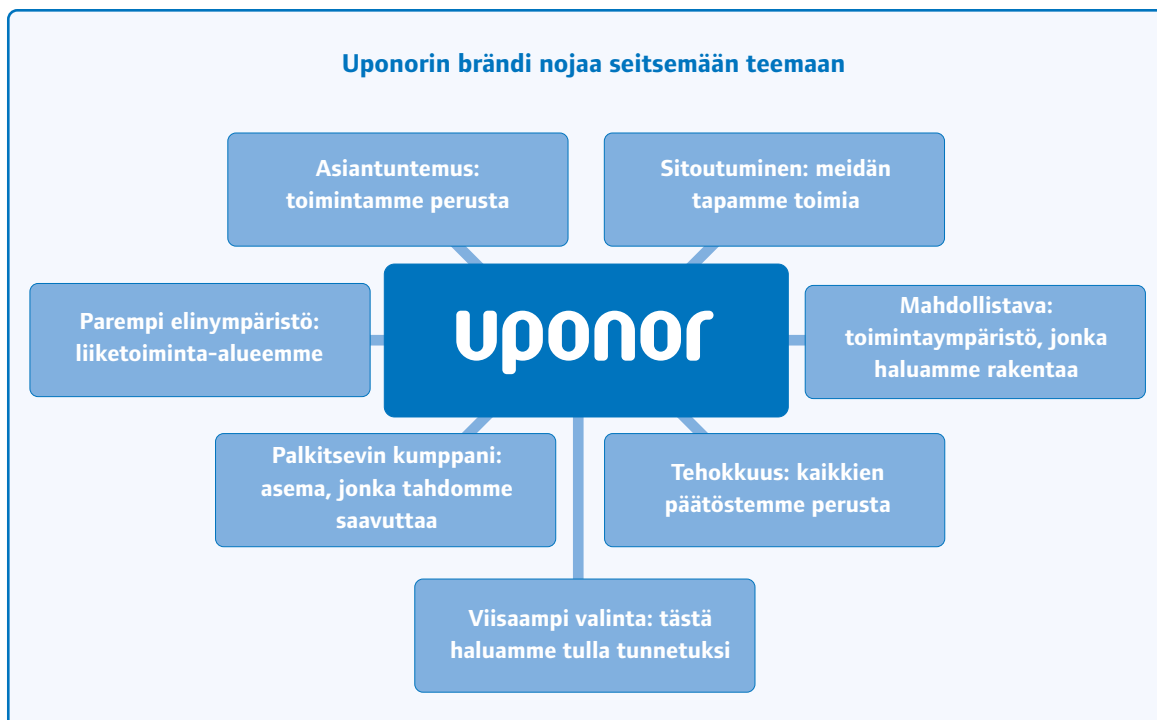 Uponorin brändi nojaa seitsemään teemaan
Asiantuntemus:
toimintamme perusta
Sitoutuminen: meidän
tapamme toimia
Parempi elinympäristö:
liiketoiminta-alueemme
uponor
Mahdollistava:
toimintaympäristö, jonka
haluamme rakentaa
Palkitsevin kumppani:
asema, jonka tahdomme
saavuttaa
Tehokkuus: kaikkien
päätöstemme perusta
Viisaampi valinta: tästä
haluamme tulla tunnetuksi